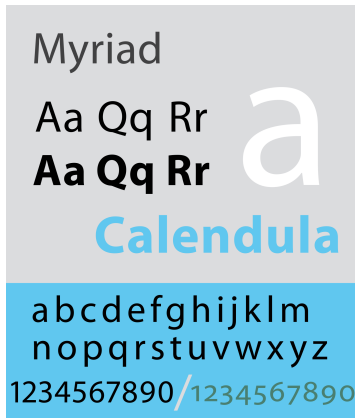 Myriad
a
Aa Qq Rr
Aa Qq Rr
Calendula
abcdefghijklm
nopqrstuvwxyz
1234567890/1234567890